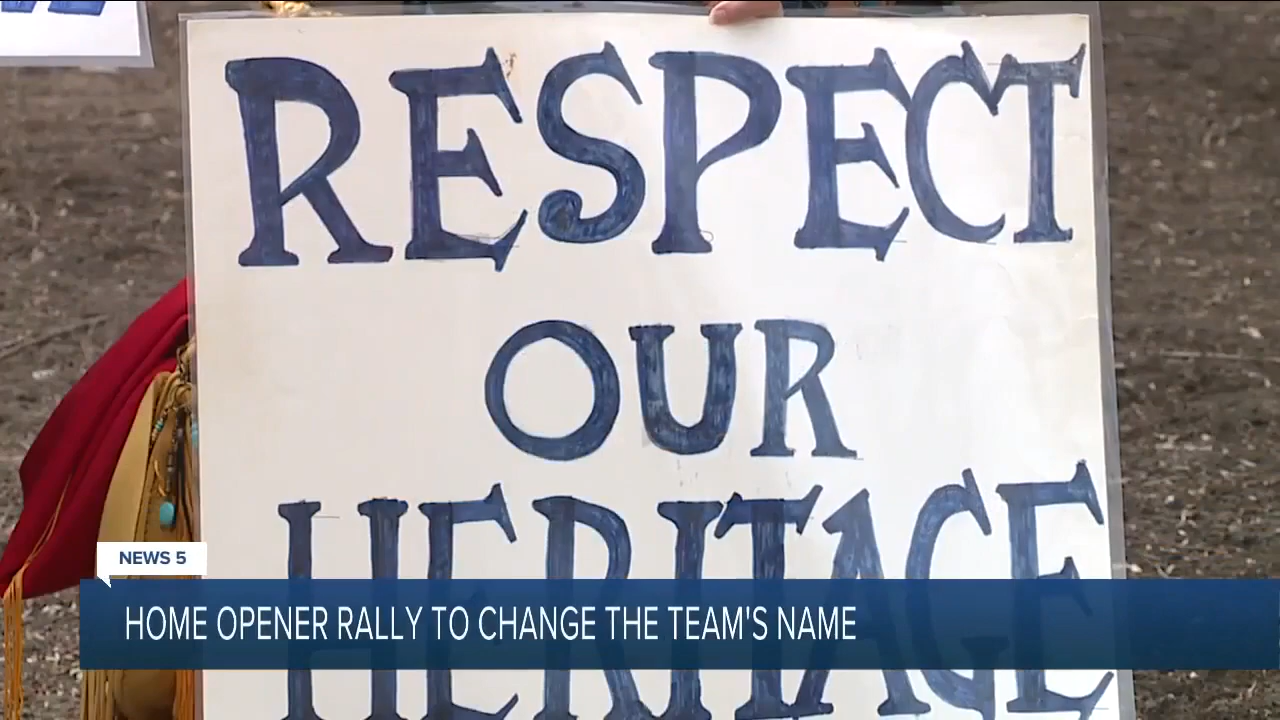 RESPECT
OUR
HERITAGE
NEWS 5
HOME OPENER RALLY TO CHANGE THE TEAM'S NAME